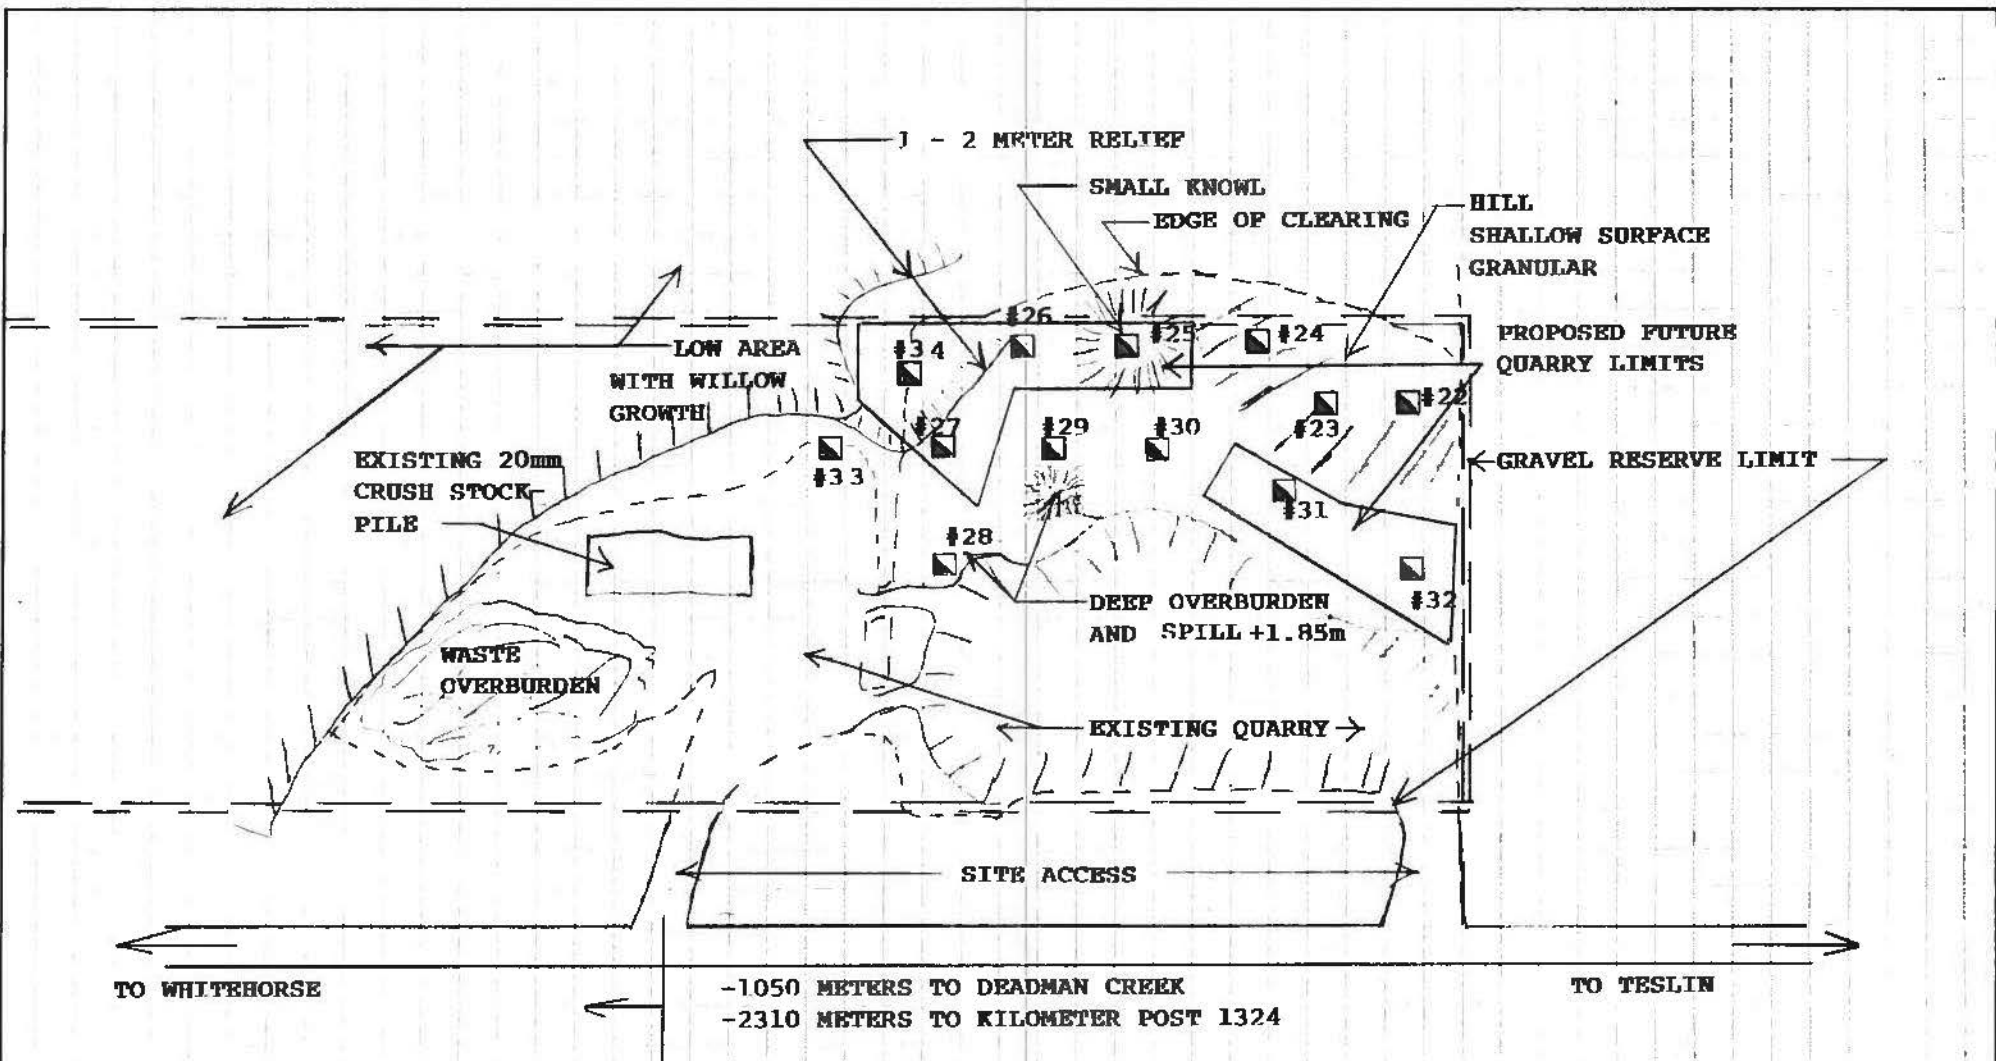 1 - 2 METER RELIEF
SMALL KNOWL
EDGE OF CLEARING
HILL
SHALLOW SURFACE
GRANULAR
#26
#25
#24
PROPOSED FUTURE
QUARRY LIMITS
#34
LOW AREA
WITH WILLOW
GROWTH
#22
#23
#27
#29
#30
#33
EXISTING 20mm
CRUSH STOCK
PILE
GRAVEL RESERVE LIMIT
#31
#28
#32
DEEP OVERBURDEN
AND SPILL +1.85m
WASTE
OVERBURDEN
EXISTING QUARRY
SITE ACCESS
TO WHITEHORSE
-1050 METERS TO DEADMAN CREEK
-2310 METERS TO KILOMETER POST 1324
TO TESLIN